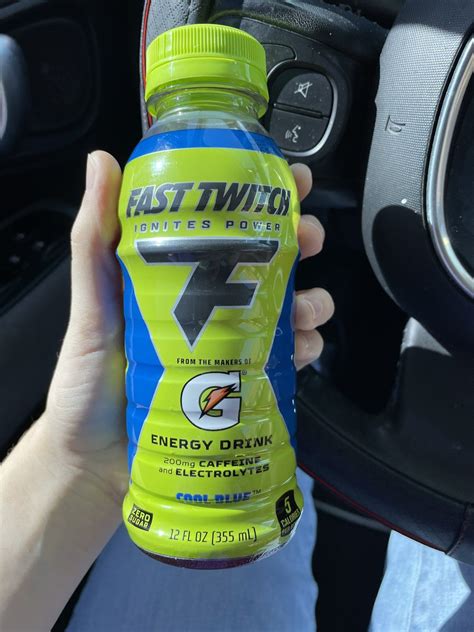 FAST TWITCH
IGNITES POWER
FROM THE MAKERS OF
G
ENERGY DRINK
200mg CAFFEINE
and ELECTROLYTES
COOL BLUE™
ZERO
SUGAR
12 FL OZ (355 mL)
5
CALORIES